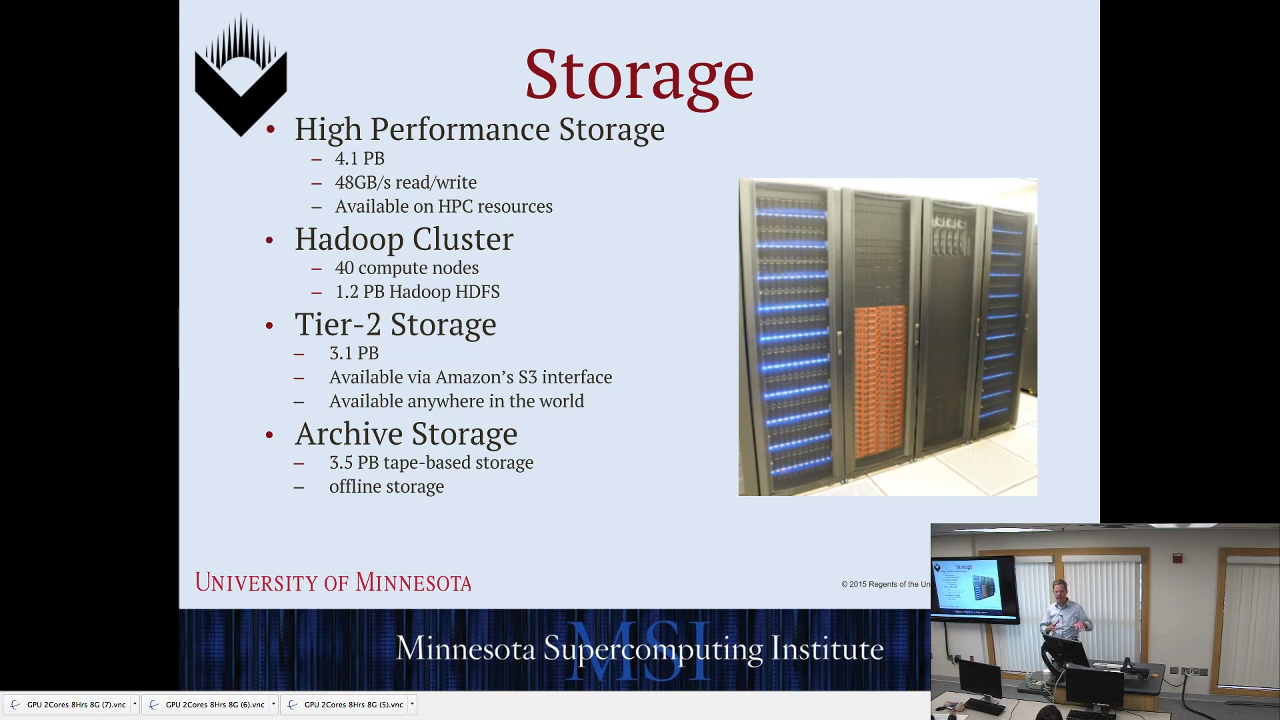 Storage
• High Performance Storage
– 4.1 PB
– 48GB/s read/write
– Available on HPC resources
• Hadoop Cluster
– 40 compute nodes
– 1.2 PB Hadoop HDFS
• Tier-2 Storage
– 3.1 PB
– Available via Amazon's S3 interface
– Available anywhere in the world
• Archive Storage
– 3.5 PB tape-based storage
– offline storage
UNIVERSITY OF MINNESOTA
© 2015 Regents of the Un
MSI
Minnesota Supercomputing Institute
GPU 2Cores 8Hrs 8G (7).vnc
GPU 2Cores 8Hrs 8G (6).vnc
GPU 2Cores 8Hrs 8G (5).vnc
Storage